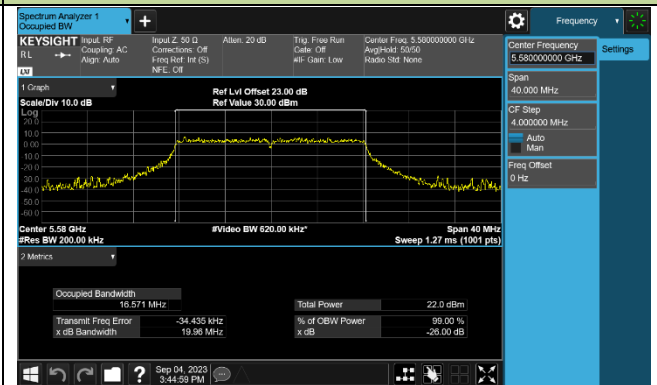 Spectrum Analyzer 1
Occupied BW
Frequency
KEYSIGHT
RL
LXI
Input: RF
Coupling: AC
Align: Auto
Input Z: 50 Ω
Corrections: Off
Freq Ref: Int (S)
NFE: Off
Atten: 20 dB
Trig: Free Run
Gate: Off
#IF Gain: Low
Center Freq: 5.580000000 GHz
Avg|Hold: 50/50
Radio Std: None
Center Frequency
5.580000000 GHz
Settings
Span
40.000 MHz
CF Step
4.000000 MHz
Auto
Man
Freq Offset
0 Hz
1 Graph
Scale/Div 10.0 dB
Ref Lvl Offset 23.00 dB
Ref Value 30.00 dBm
Log
20.0
10.0
0.00
-10.0
-20.0
-30.0
-40.0
-50.0
-60.0
Center 5.58 GHz
#Video BW 620.00 kHz*
Span 40 MHz
#Res BW 200.00 kHz
Sweep 1.27 ms (1001 pts)
2 Metrics
Occupied Bandwidth
16.571 MHz
Total Power 22.0 dBm
Transmit Freq Error -34.435 kHz
% of OBW Power 99.00 %
x dB Bandwidth 19.96 MHz
x dB -26.00 dB
Sep 04, 2023
3:44:59 PM